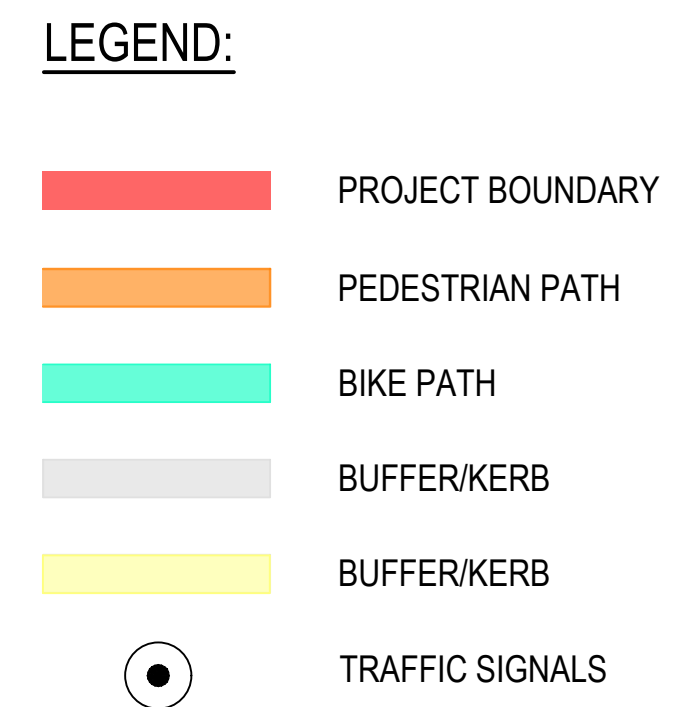 LEGEND:
PROJECT BOUNDARY
PEDESTRIAN PATH
BIKE PATH
BUFFER/KERB
BUFFER/KERB
TRAFFIC SIGNALS